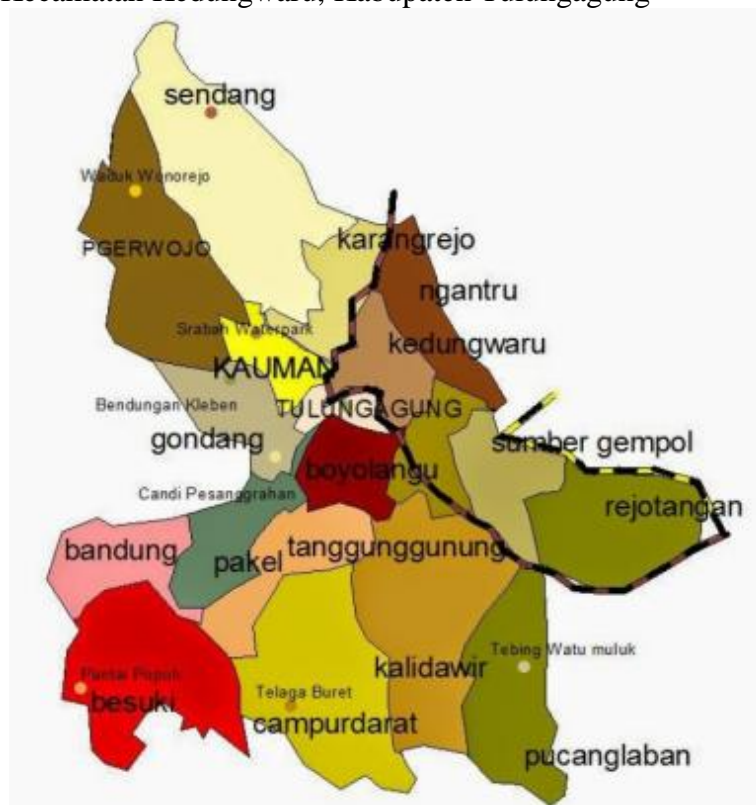 Kecamatan Kedungwaru, Kabupaten Tulungagung
sendang
Waduk Wonorejo
PGERWOJO
karangrejo
ngantru
Srabah Waterpark
kedungwaru
KAUMAN
Bendungan Kleben
TULUNGAGUNG
gondang
sumber gempol
boyolangu
Candi Pesanggrahan
rejotangan
bandung
pakel
tanggunggunung
Tebing Watu muluk
kalidawir
Pantai Popoh
besuki
Telaga Buret
campurdarat
pucanglaban